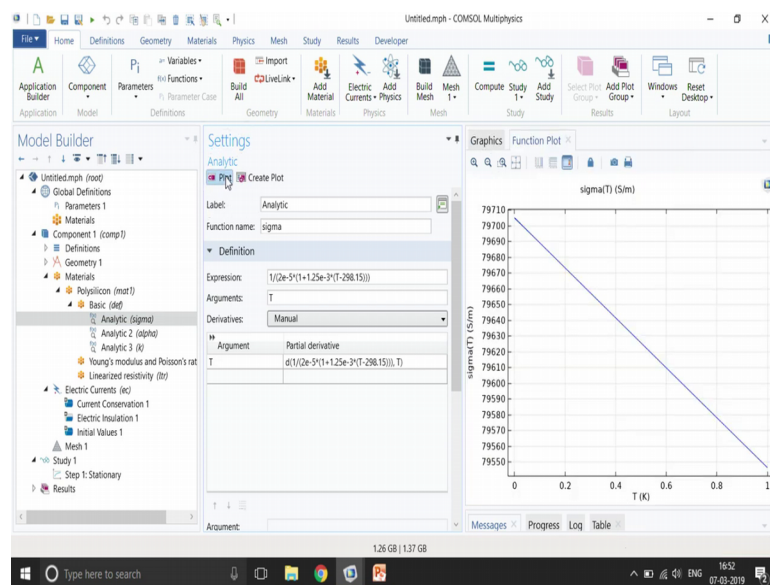 Untitled.mph - COMSOL Multiphysics
File Home Definitions Geometry Materials Physics Mesh Study Results Developer
Application Builder
Component
Parameters
a= Variables
f(x) Functions
Pi Parameter Case
Build All
Import
LiveLink
Add Material
Electric Currents
Add Physics
Build Mesh
Mesh 1
Compute
Study 1
Add Study
Select Plot Group
Add Plot Group
Windows
Reset Desktop
Application Model Definitions Geometry Materials Physics Mesh Study Results Layout
Model Builder
Untitled.mph (root)
Global Definitions
Parameters 1
Materials
Component 1 (comp1)
Definitions
Geometry 1
Materials
Polysilicon (mat1)
Basic (def)
Analytic (sigma)
Analytic 2 (alpha)
Analytic 3 (k)
Young's modulus and Poisson's rat
Linearized resistivity (ltr)
Electric Currents (ec)
Current Conservation 1
Electric Insulation 1
Initial Values 1
Mesh 1
Study 1
Step 1: Stationary
Results
Settings
Analytic
Plot Create Plot
Label: Analytic
Function name: sigma
Definition
Expression: 1/(2e-5*(1+1.25e-3*(T-298.15)))
Arguments: T
Derivatives: Manual
Argument Partial derivative
T d(1/(2e-5*(1+1.25e-3*(T-298.15))), T)
Argument:
Graphics Function Plot
sigma(T) (S/m)
79710
79700
79690
79680
79670
79660
79650
79640
79630
79620
79610
79600
79590
79580
79570
79560
79550
sigma(T) (S/m)
0 0.2 0.4 0.6 0.8 1
T (K)
Messages Progress Log Table
1.26 GB | 1.37 GB
Type here to search
ENG
16:52
07-03-2019